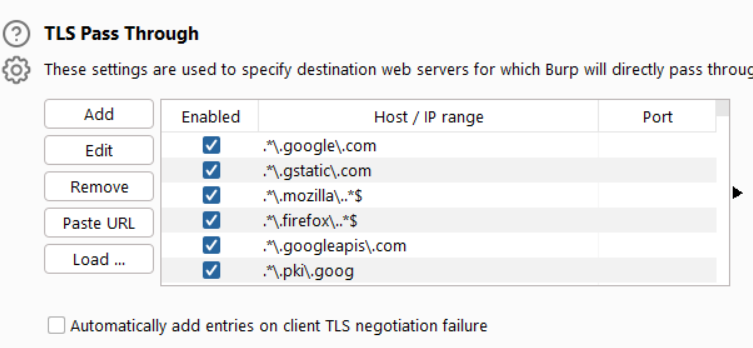 TLS Pass Through
These settings are used to specify destination web servers for which Burp will directly pass
Add
Edit
Remove
Paste URL
Load ...
Enabled Host / IP range Port
.*\.google\.com
.*\.gstatic\.com
.*\.mozilla\..*$
.*\.firefox\..*$
.*\.googleapis\.com
.*\.pki\.goog
Automatically add entries on client TLS negotiation failure